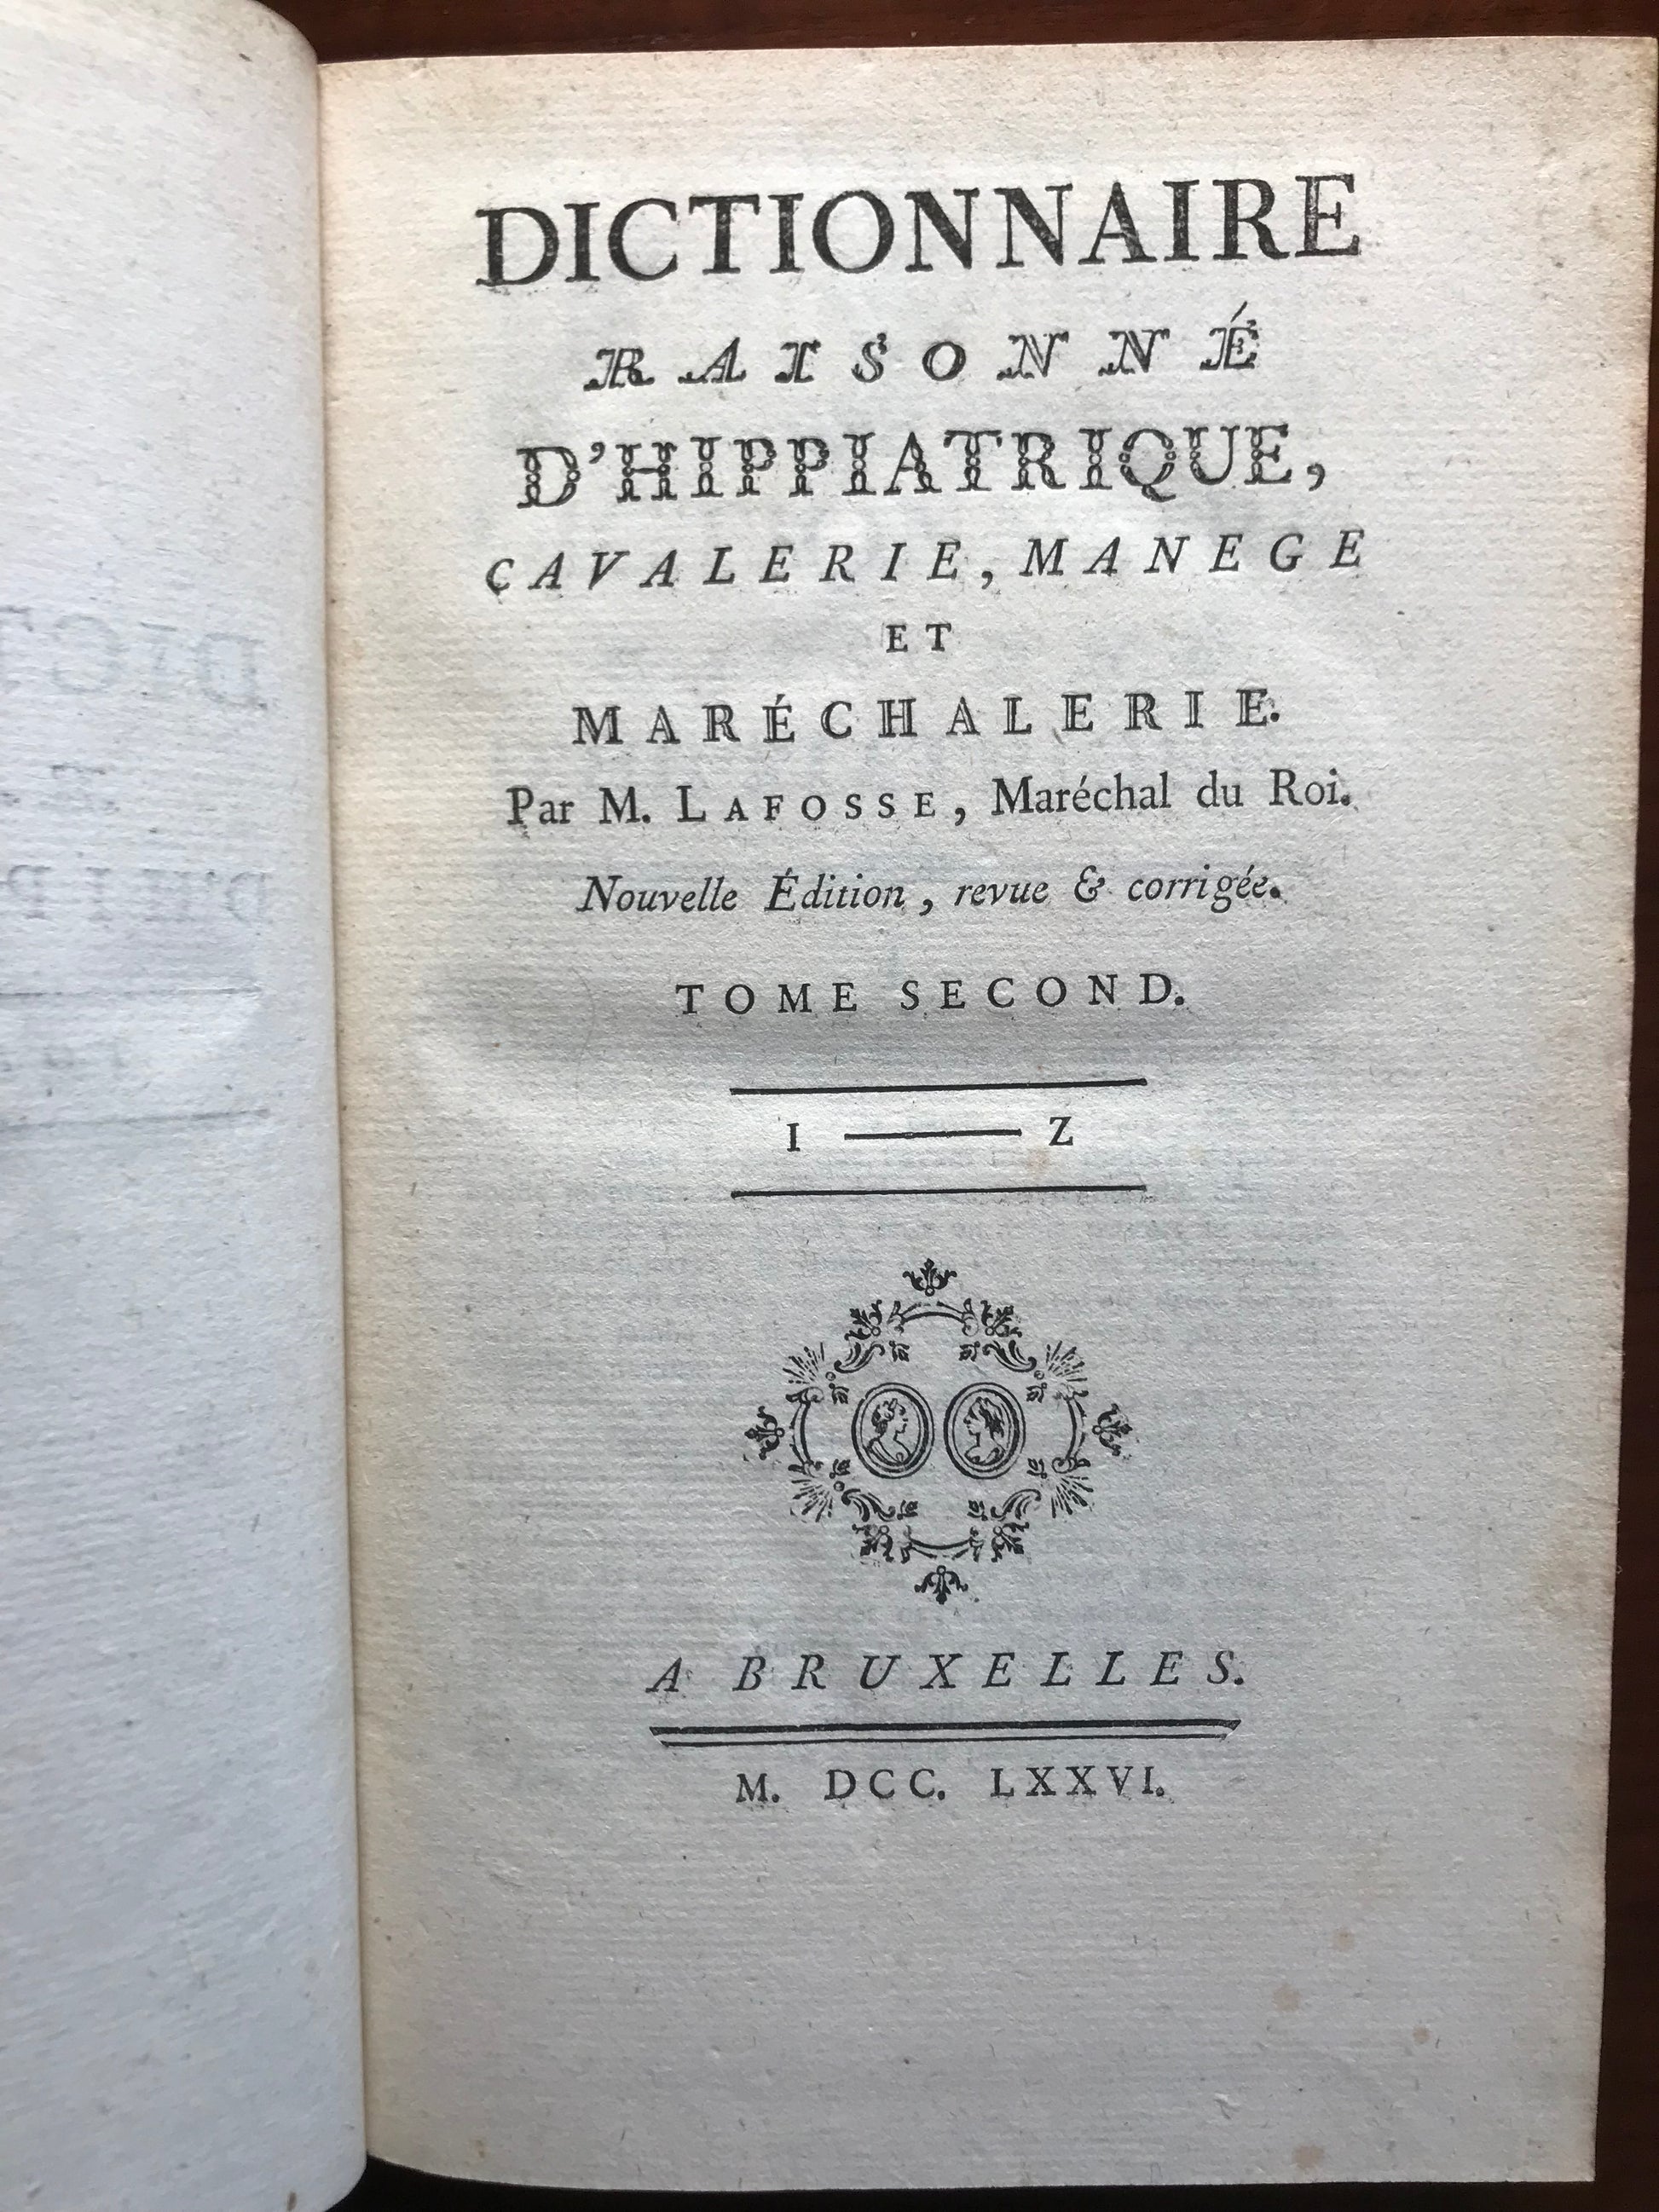 DICTIONNAIRE
RAISONNÉ
D'HIPPIATRIQUE,
CAVALERIE, MANEGE
ET
MARÉCHALERIE.
Par M. LAFOSSE, Maréchal du Roi.
Nouvelle Édition, revue & corrigée.
TOME SECOND.
I — Z
A BRUXELLES.
M. DCC. LXXVI.